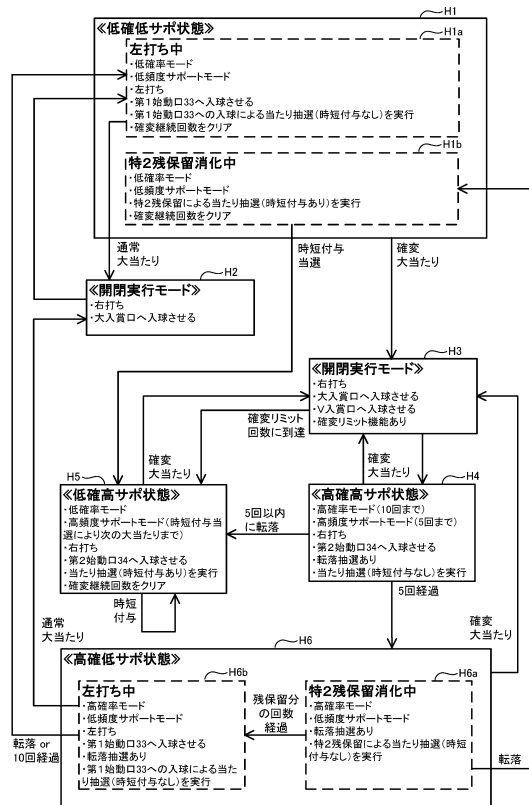 H1
≪低確低サポ状態≫
H1a
左打ち中
・低確率モード
・低頻度サポートモード
・左打ち
・第1始動口33へ入球させる
・第1始動口33への入球による当たり抽選(時短付与なし)を実行
・確変継続回数をクリア
H1b
特2残保留消化中
・低確率モード
・低頻度サポートモード
・特2残保留による当たり抽選(時短付与あり)を実行
・確変継続回数をクリア
通常
大当たり
時短付与
当選
確変
大当たり
H2
≪開閉実行モード≫
・右打ち
・大入賞口へ入球させる
H3
≪開閉実行モード≫
・右打ち
・大入賞口へ入球させる
・V入賞口へ入球させる
・確変リミット機能あり
確変リミット
回数に到達
確変
大当たり
確変
大当たり
H5
≪低確高サポ状態≫
・低確率モード
・高頻度サポートモード(時短付与当
選により次の大当たりまで)
・右打ち
・第2始動口34へ入球させる
・当たり抽選(時短付与あり)を実行
・確変継続回数をクリア
5回以内
に転落
H4
≪高確高サポ状態≫
・高確率モード(10回まで)
・高頻度サポートモード(5回まで)
・右打ち
・第2始動口34へ入球させる
・転落抽選あり
・当たり抽選(時短付与なし)を実行
時短
付与
5回経過
通常
大当たり
確変
大当たり
H6
≪高確低サポ状態≫
H6b
左打ち中
・高確率モード
・低頻度サポートモード
・左打ち
・第1始動口33へ入球させる
・転落抽選あり
・第1始動口33への入球による当た
り抽選(時短付与なし)を実行
残保留分
の回数
経過
H6a
特2残保留消化中
・高確率モード
・低頻度サポートモード
・転落抽選あり
・特2残保留による当たり抽選(時短
付与なし)を実行
転落 or
10回経過
転落